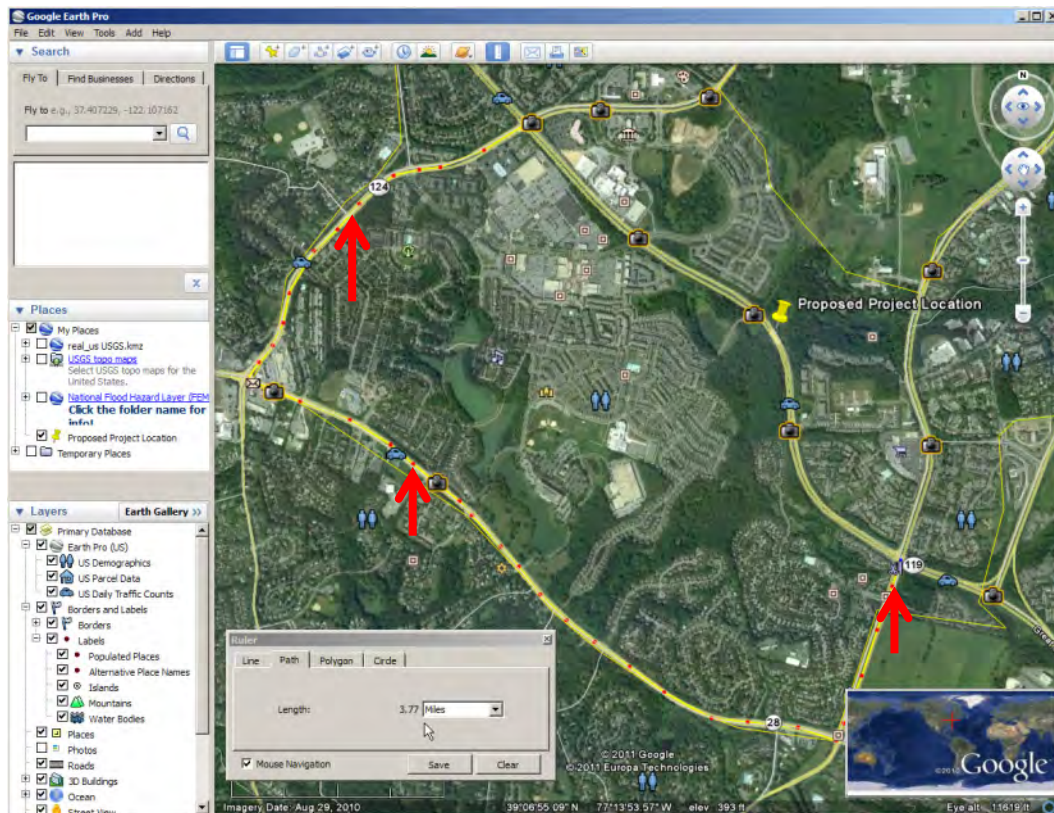 Google Earth Pro
File Edit View Tools Add Help
Search
Fly To Find Businesses Directions
Fly to e.g., 37.407229, -122.107162
Places
My Places
real_us USGS.kmz
USGS topo maps
Select USGS topo maps for the
United States.
National Flood Hazard Layer (FEM
Click the folder name for
info!
Proposed Project Location
Temporary Places
Layers Earth Gallery >>
Primary Database
Earth Pro (US)
US Demographics
US Parcel Data
US Daily Traffic Counts
Borders and Labels
Borders
Labels
Populated Places
Alternative Place Names
Islands
Mountains
Water Bodies
Places
Photos
Roads
3D Buildings
Ocean
Street View
N
124
Proposed Project Location
119
Grea
28
Ruler
Line Path Polygon Circle
Length: 3.77 Miles
Mouse Navigation Save Clear
© 2011 Google
© 2011 Europa Technologies
Google
Imagery Date: Aug 29, 2010 39°06'55.09" N 77°13'53.57" W elev 393 ft Eye alt 11619 ft